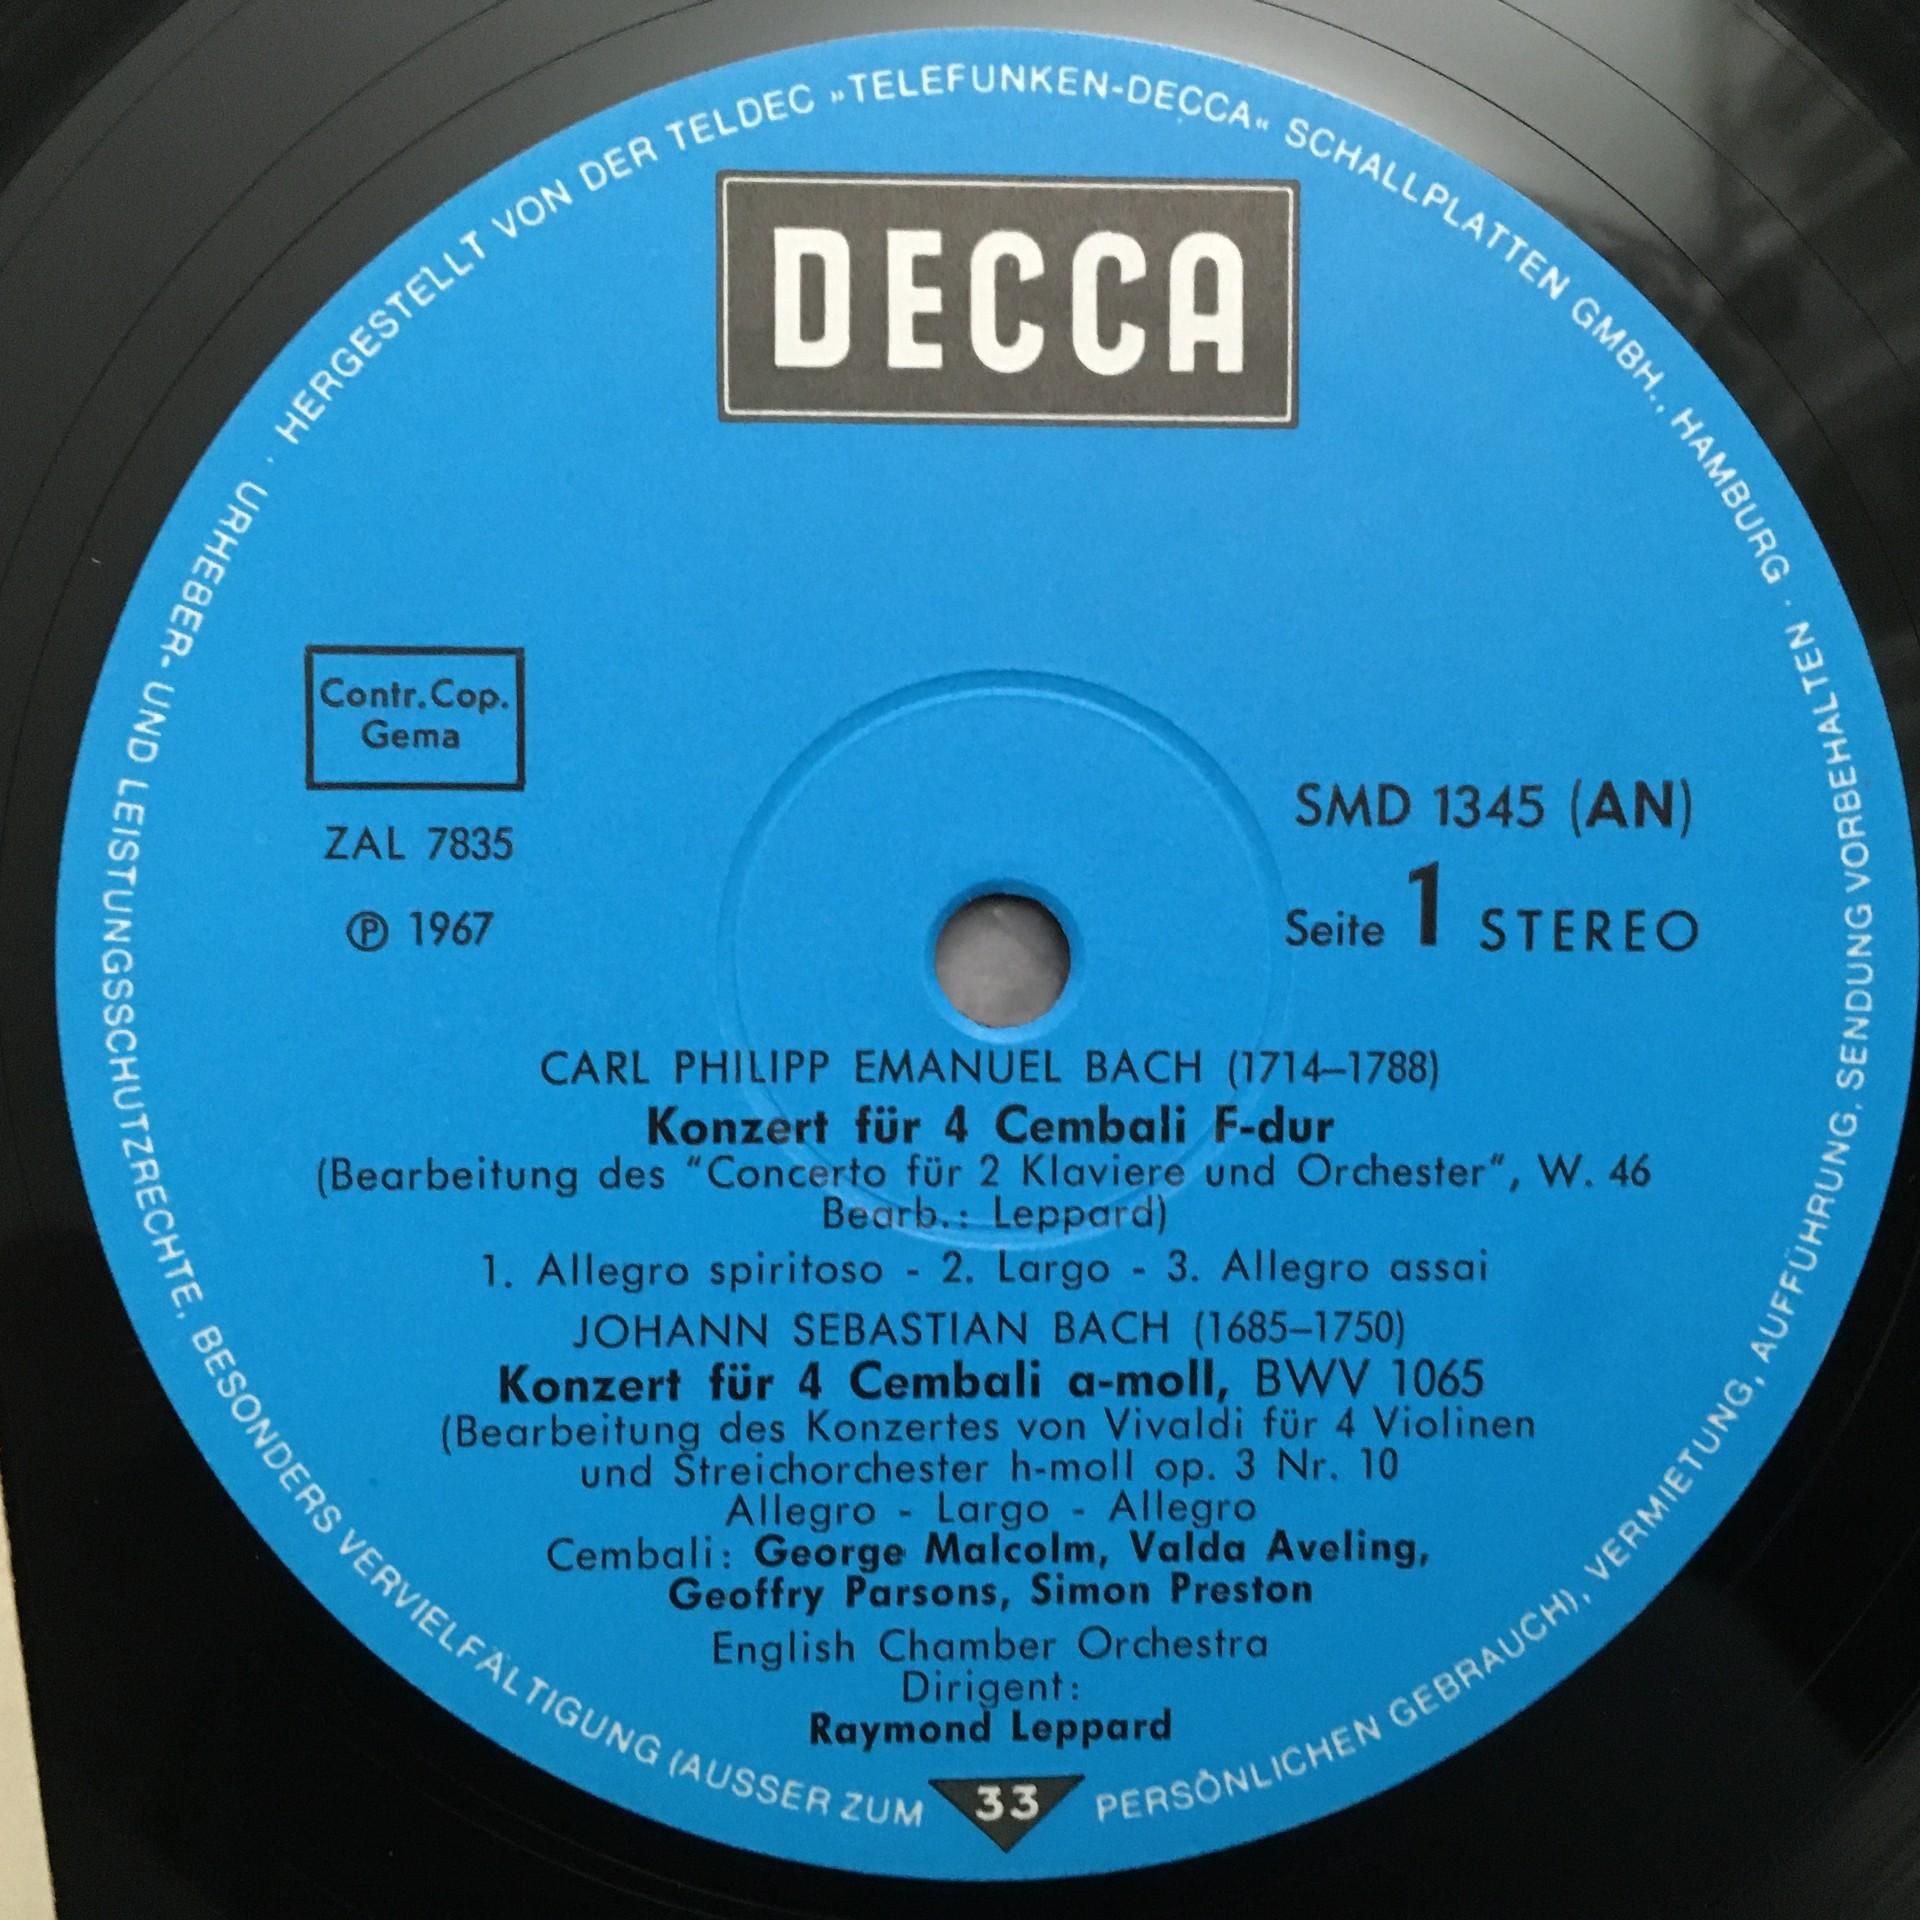 HERGESTELLT VON DER TELDEC »TELEFUNKEN-DECCA« SCHALLPLATTEN GMBH., HAMBURG ·
URHEBER- UND LEISTUNGSSCHUTZRECHTE, BESONDERS VERVIELFÄLTIGUNG (AUSSER ZUM PERSÖNLICHEN GEBRAUCH), VERMIETUNG, AUFFÜHRUNG, SENDUNG VORBEHALTEN ·
DECCA
Contr. Cop.
Gema
ZAL 7835
℗ 1967
SMD 1345 (AN)
Seite 1 STEREO
CARL PHILIPP EMANUEL BACH (1714–1788)
Konzert für 4 Cembali F-dur
(Bearbeitung des “Concerto für 2 Klaviere und Orchester“, W. 46
Bearb.: Leppard)
1. Allegro spiritoso - 2. Largo - 3. Allegro assai
JOHANN SEBASTIAN BACH (1685–1750)
Konzert für 4 Cembali a-moll, BWV 1065
(Bearbeitung des Konzertes von Vivaldi für 4 Violinen
und Streichorchester h-moll op. 3 Nr. 10
Allegro - Largo - Allegro
Cembali: George Malcolm, Valda Aveling,
Geoffry Parsons, Simon Preston
English Chamber Orchestra
Dirigent:
Raymond Leppard
33